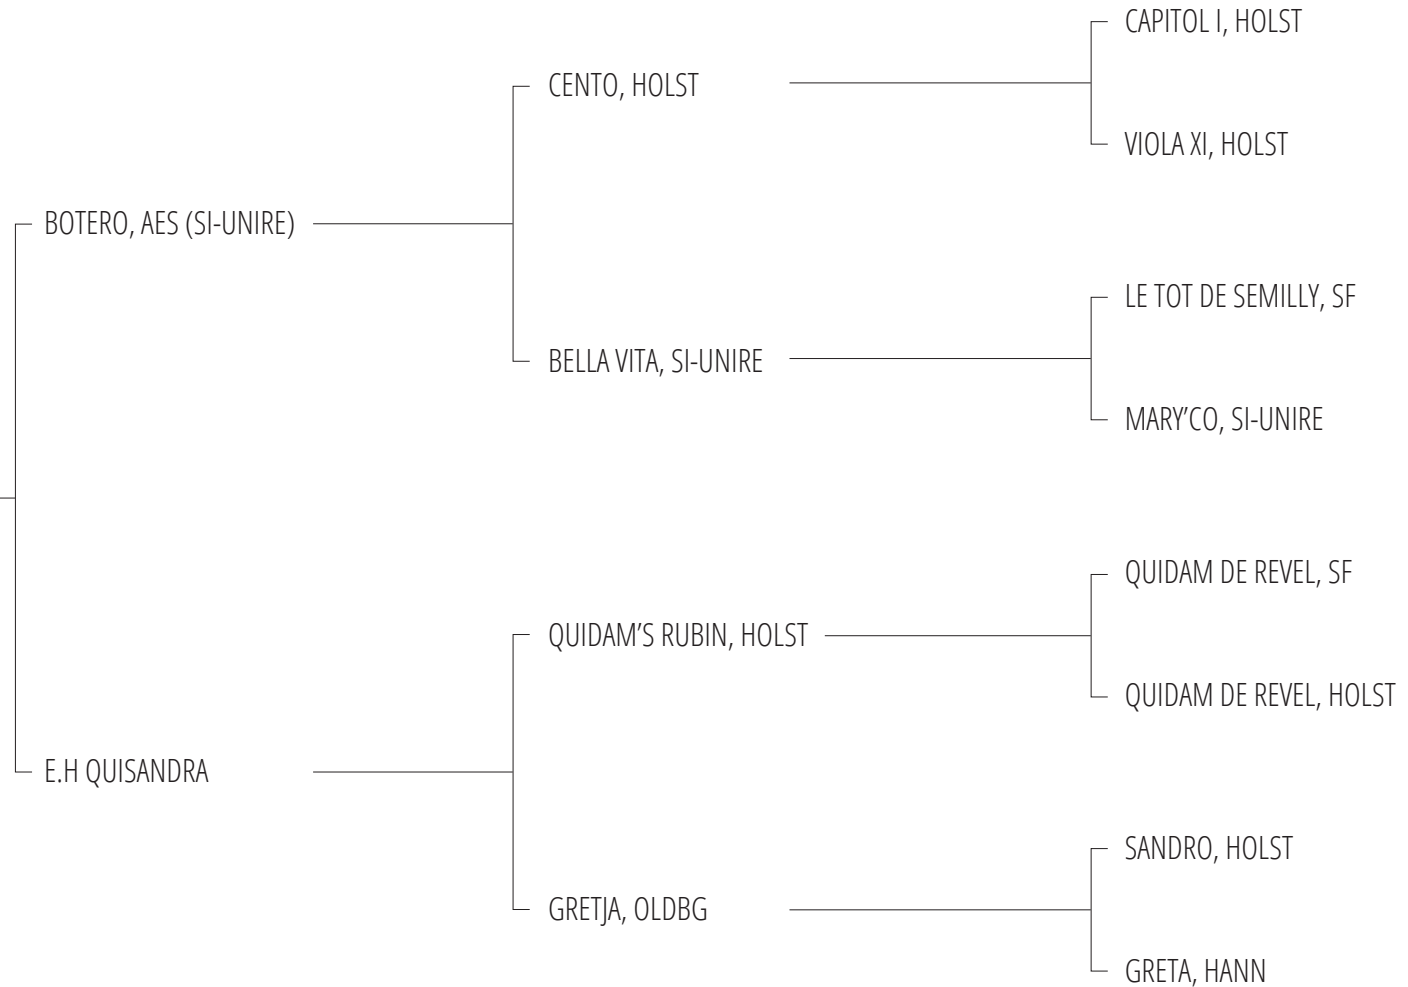 CAPITOL I, HOLST
CENTO, HOLST
VIOLA XI, HOLST
BOTERO, AES (SI-UNIRE)
LE TOT DE SEMILLY, SF
BELLA VITA, SI-UNIRE
MARY’CO, SI-UNIRE
QUIDAM DE REVEL, SF
QUIDAM’S RUBIN, HOLST
QUIDAM DE REVEL, HOLST
E.H QUISANDRA
SANDRO, HOLST
GRETJA, OLDBG
GRETA, HANN